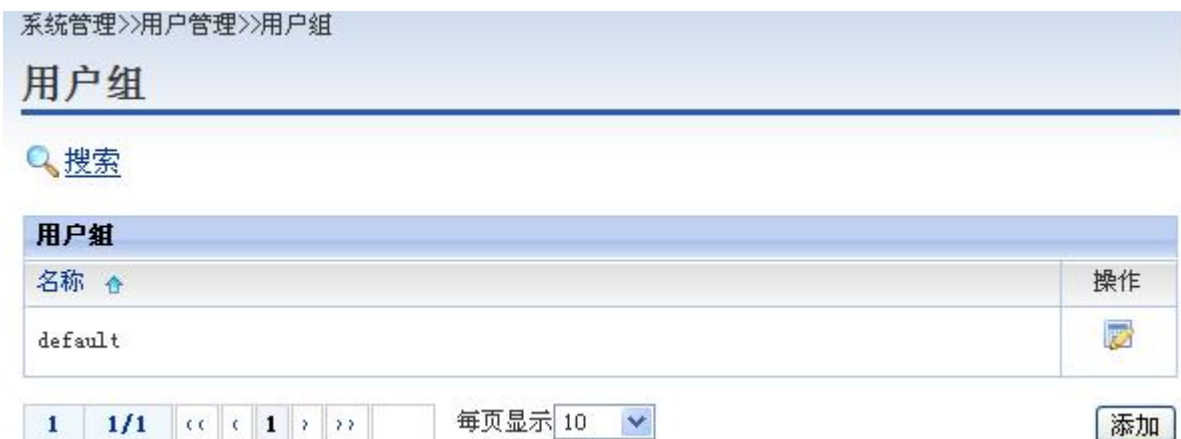 系统管理>>用户管理>>用户组
用户组
搜索
用户组
名称 操作
default
1 1/1 ‹‹ ‹ 1 › ›› 每页显示 10 添加